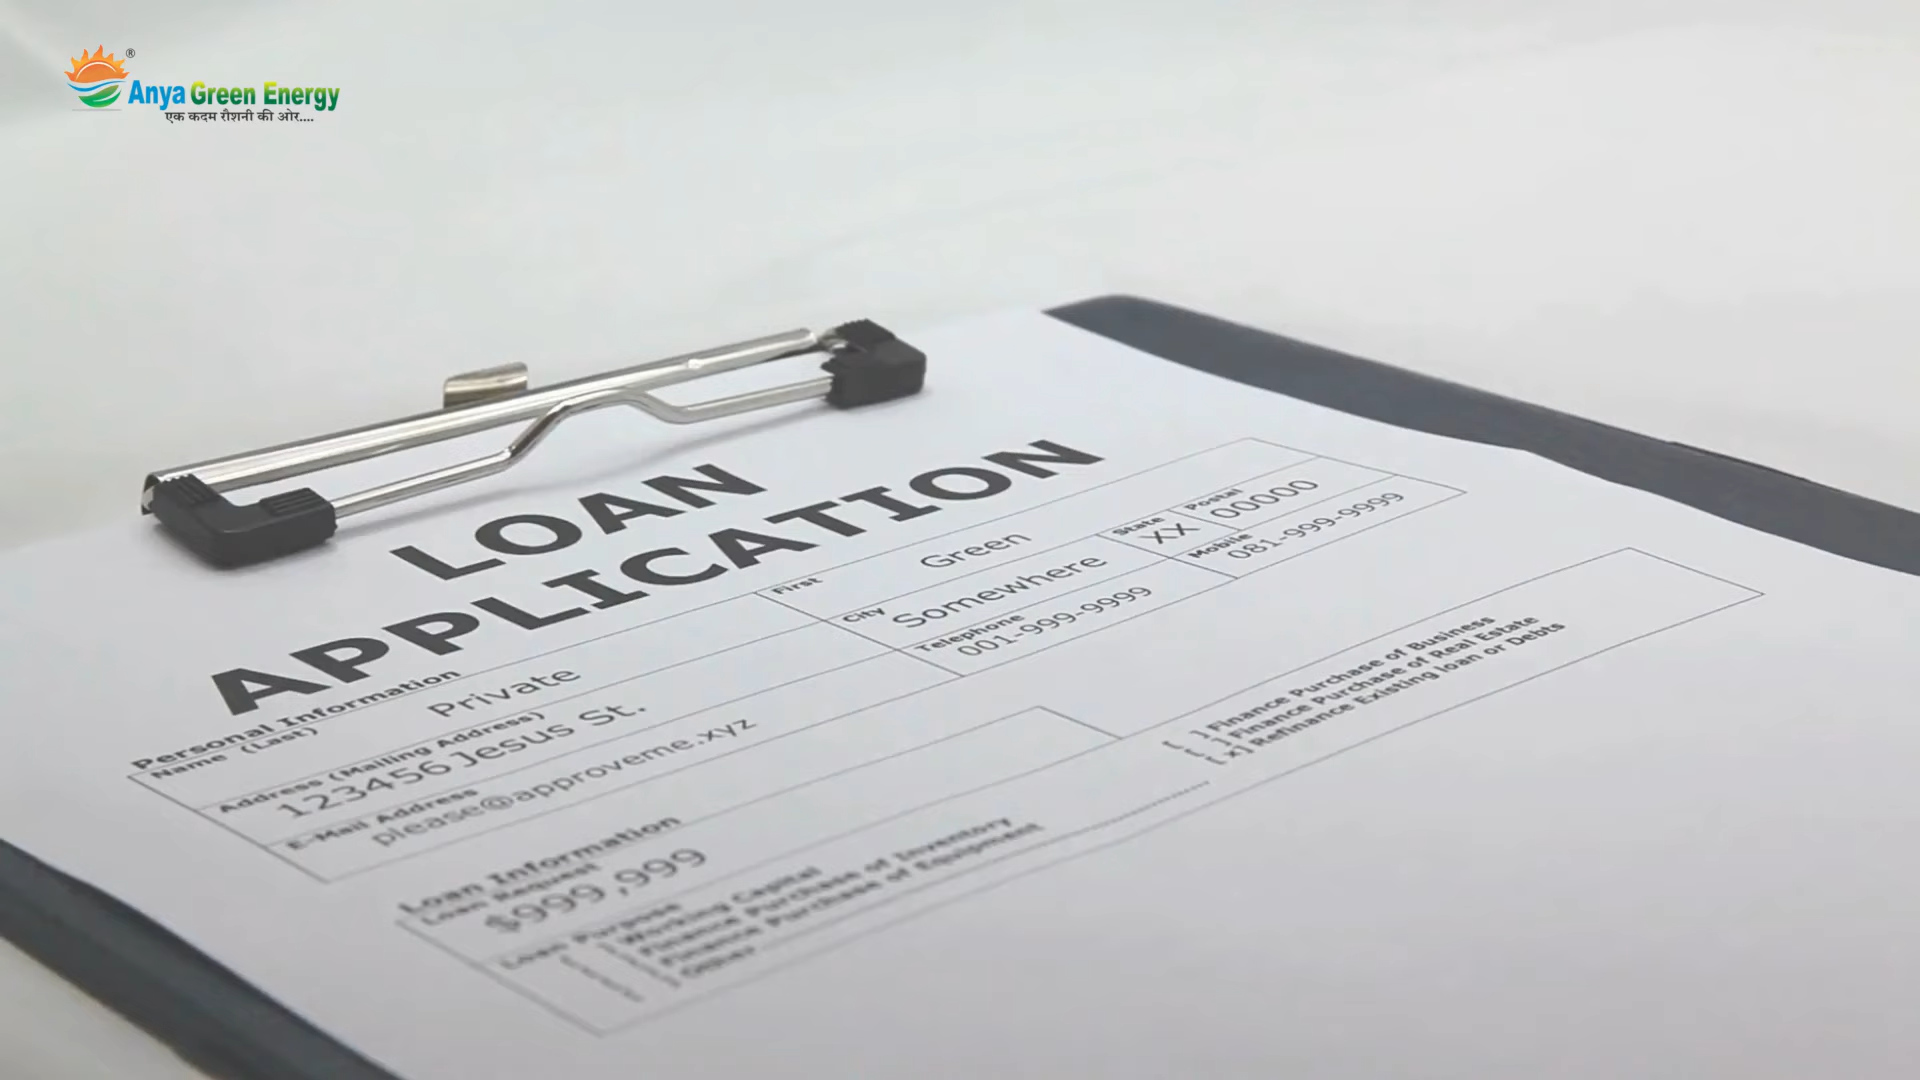 Anya Green Energy ®
एक कदम रौशनी की ओर....
LOAN
APPLICATION
Personal Information
Name (Last) Private First Green
Address (Mailing Address) 123456 Jesus St. City Somewhere State XX Postal 00000
E-Mail Address please@approveme.xyz Telephone 001-999-9999 Mobile 081-999-9999
Loan Information
Loan Request
$999,999
Loan Purpose
[ ] Working Capital
[ ] Finance Purchase of Inventory
[ ] Finance Purchase of Equipment
[ ] Other
[ ] Finance Purchase of Business
[ ] Finance Purchase of Real Estate
[x] Refinance Existing loan or Debts